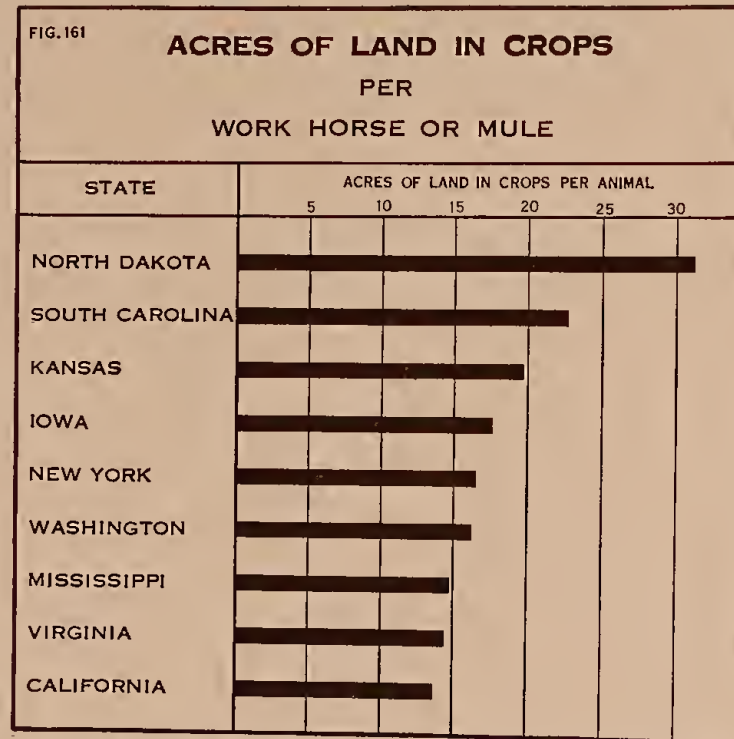 FIG. 161
ACRES OF LAND IN CROPS
PER
WORK HORSE OR MULE
STATE
ACRES OF LAND IN CROPS PER ANIMAL
5 10 15 20 25 30
NORTH DAKOTA
SOUTH CAROLINA
KANSAS
IOWA
NEW YORK
WASHINGTON
MISSISSIPPI
VIRGINIA
CALIFORNIA